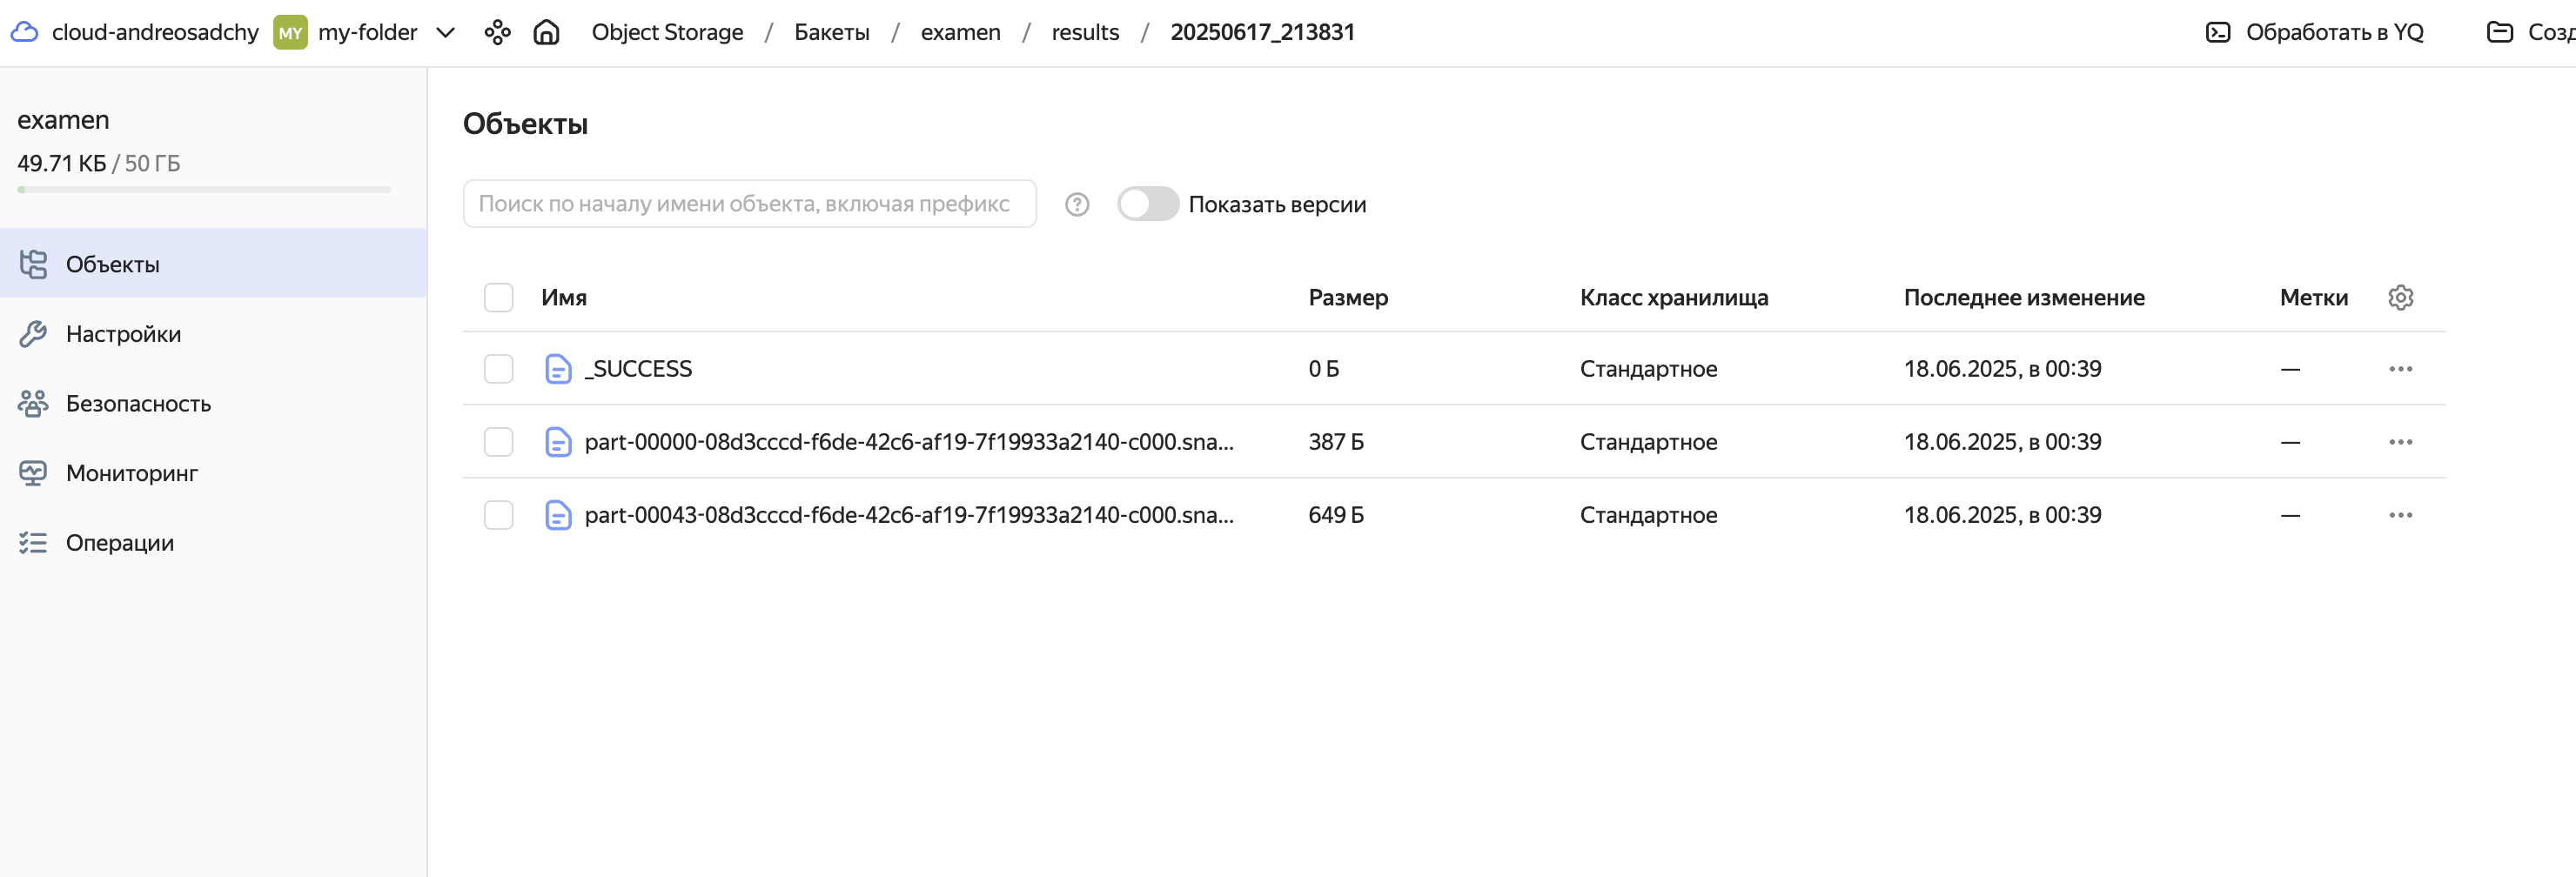 cloud-andreosadchy MY my-folder Object Storage / Бакеты / examen / results / 20250617_213831 Обработать в YQ Созд
examen
49.71 КБ / 50 ГБ
Объекты
Настройки
Безопасность
Мониторинг
Операции
Объекты
Поиск по началу имени объекта, включая префикс ? Показать версии
Имя Размер Класс хранилища Последнее изменение Метки
_SUCCESS 0 Б Стандартное 18.06.2025, в 00:39 —
part-00000-08d3cccd-f6de-42c6-af19-7f19933a2140-c000.sna... 387 Б Стандартное 18.06.2025, в 00:39 —
part-00043-08d3cccd-f6de-42c6-af19-7f19933a2140-c000.sna... 649 Б Стандартное 18.06.2025, в 00:39 —